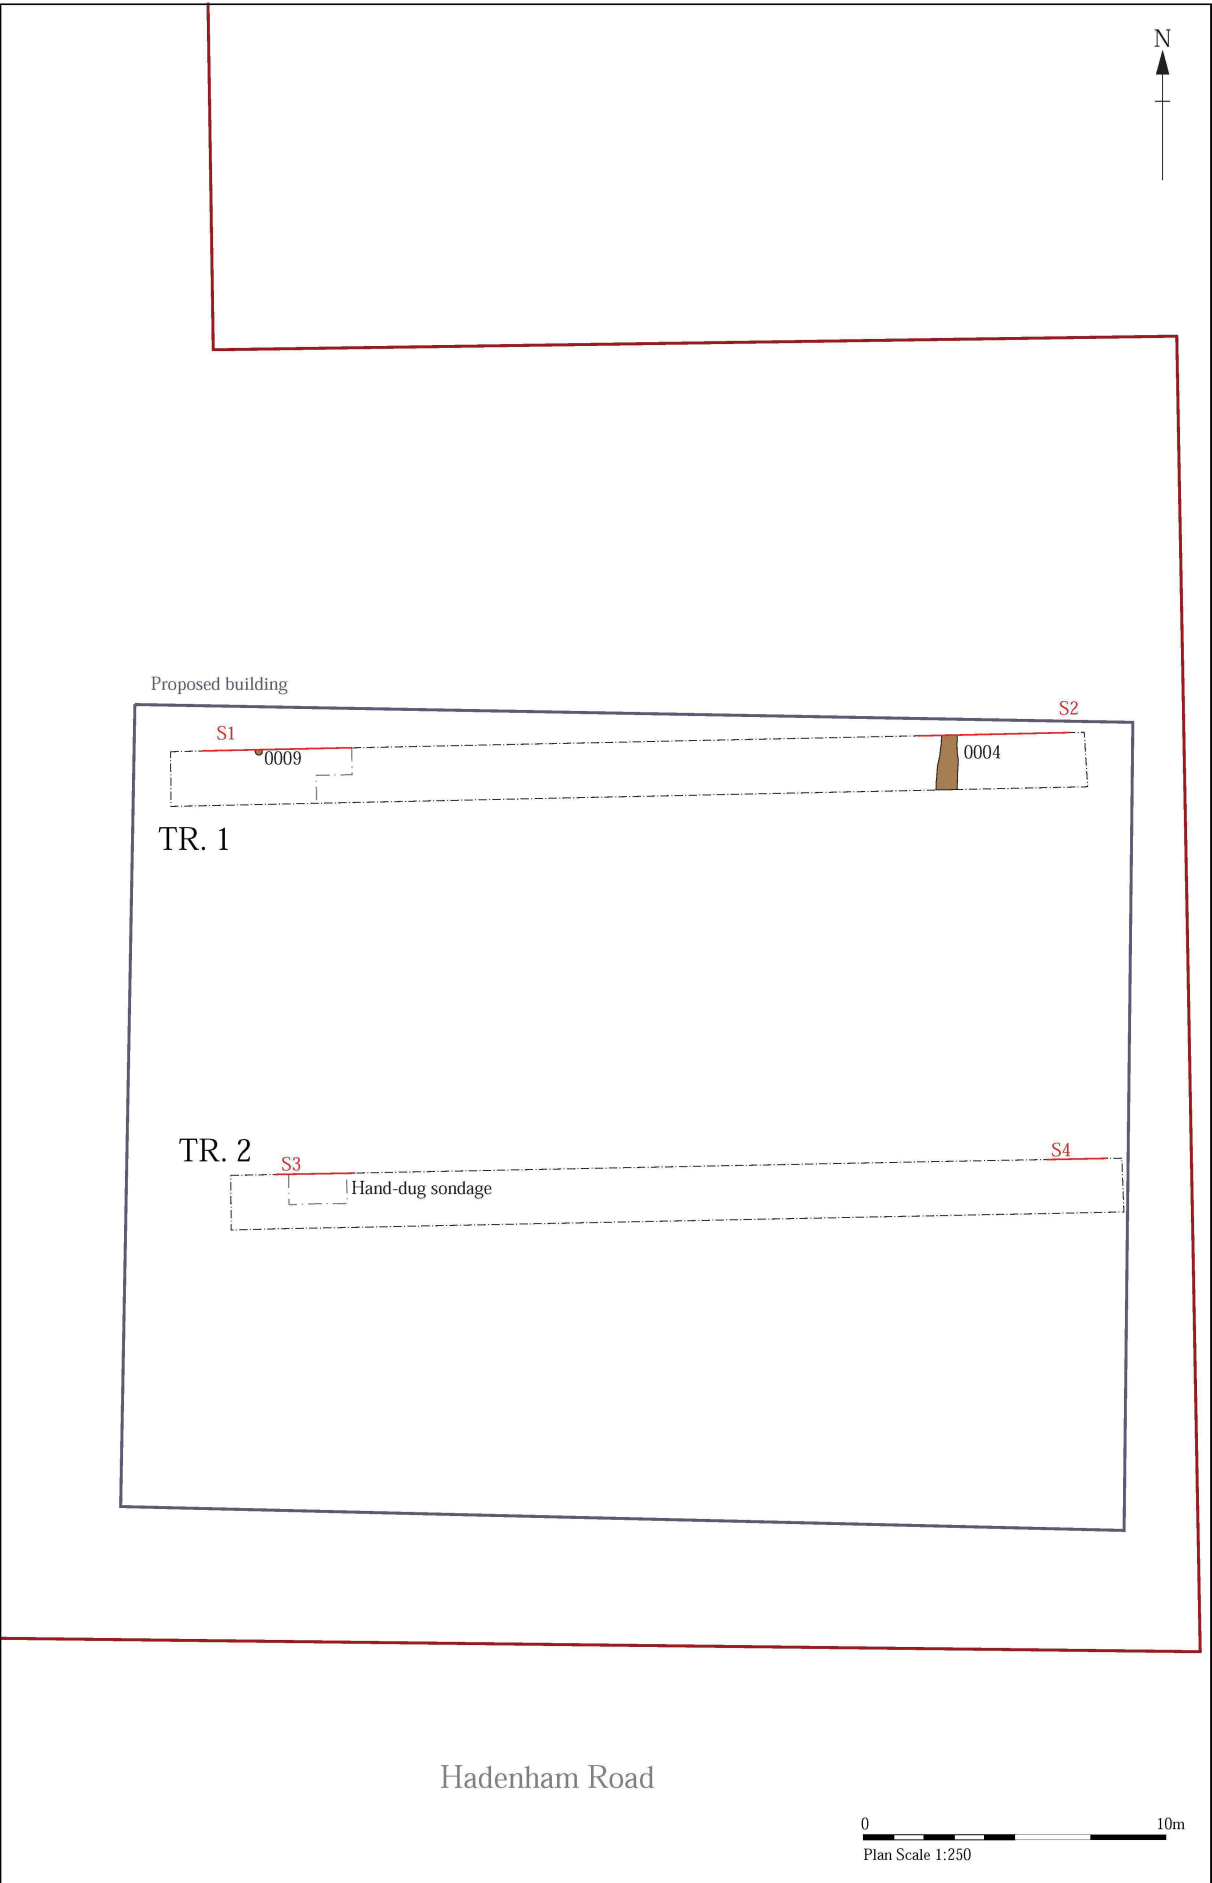 N
Proposed building
S2
S1
0009
0004
TR. 1
TR. 2
S3
S4
Hand-dug sondage
Hadenham Road
0 10m
Plan Scale 1:250